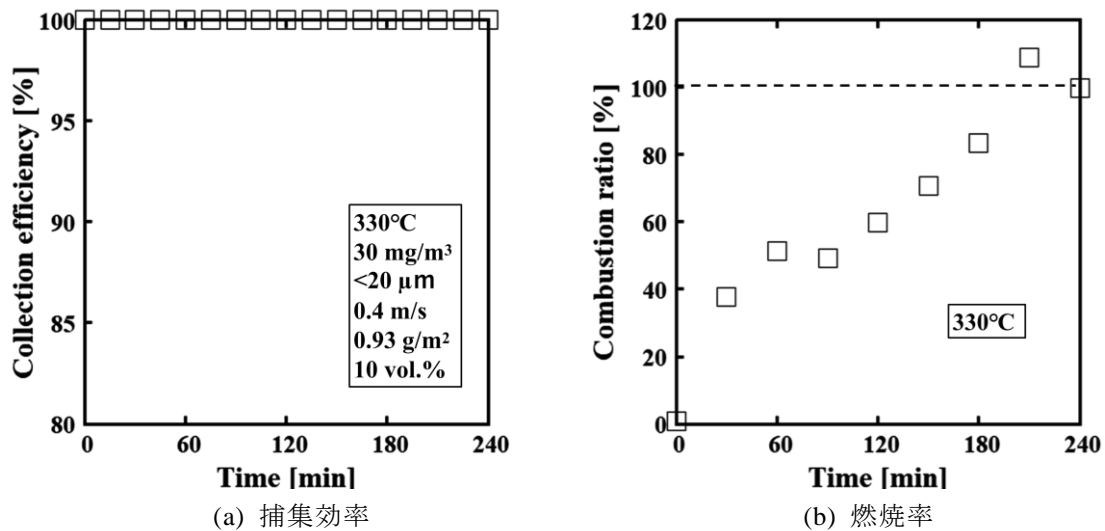 100
95
90
85
80
0
60
120
180
240
Collection efficiency [%]
Time [min]
330°C
30 mg/m³
<20 μm
0.4 m/s
0.93 g/m²
10 vol.%
(a) 捕集効率
120
100
80
60
40
20
0
0
60
120
180
240
Combustion ratio [%]
Time [min]
330°C
(b) 燃焼率